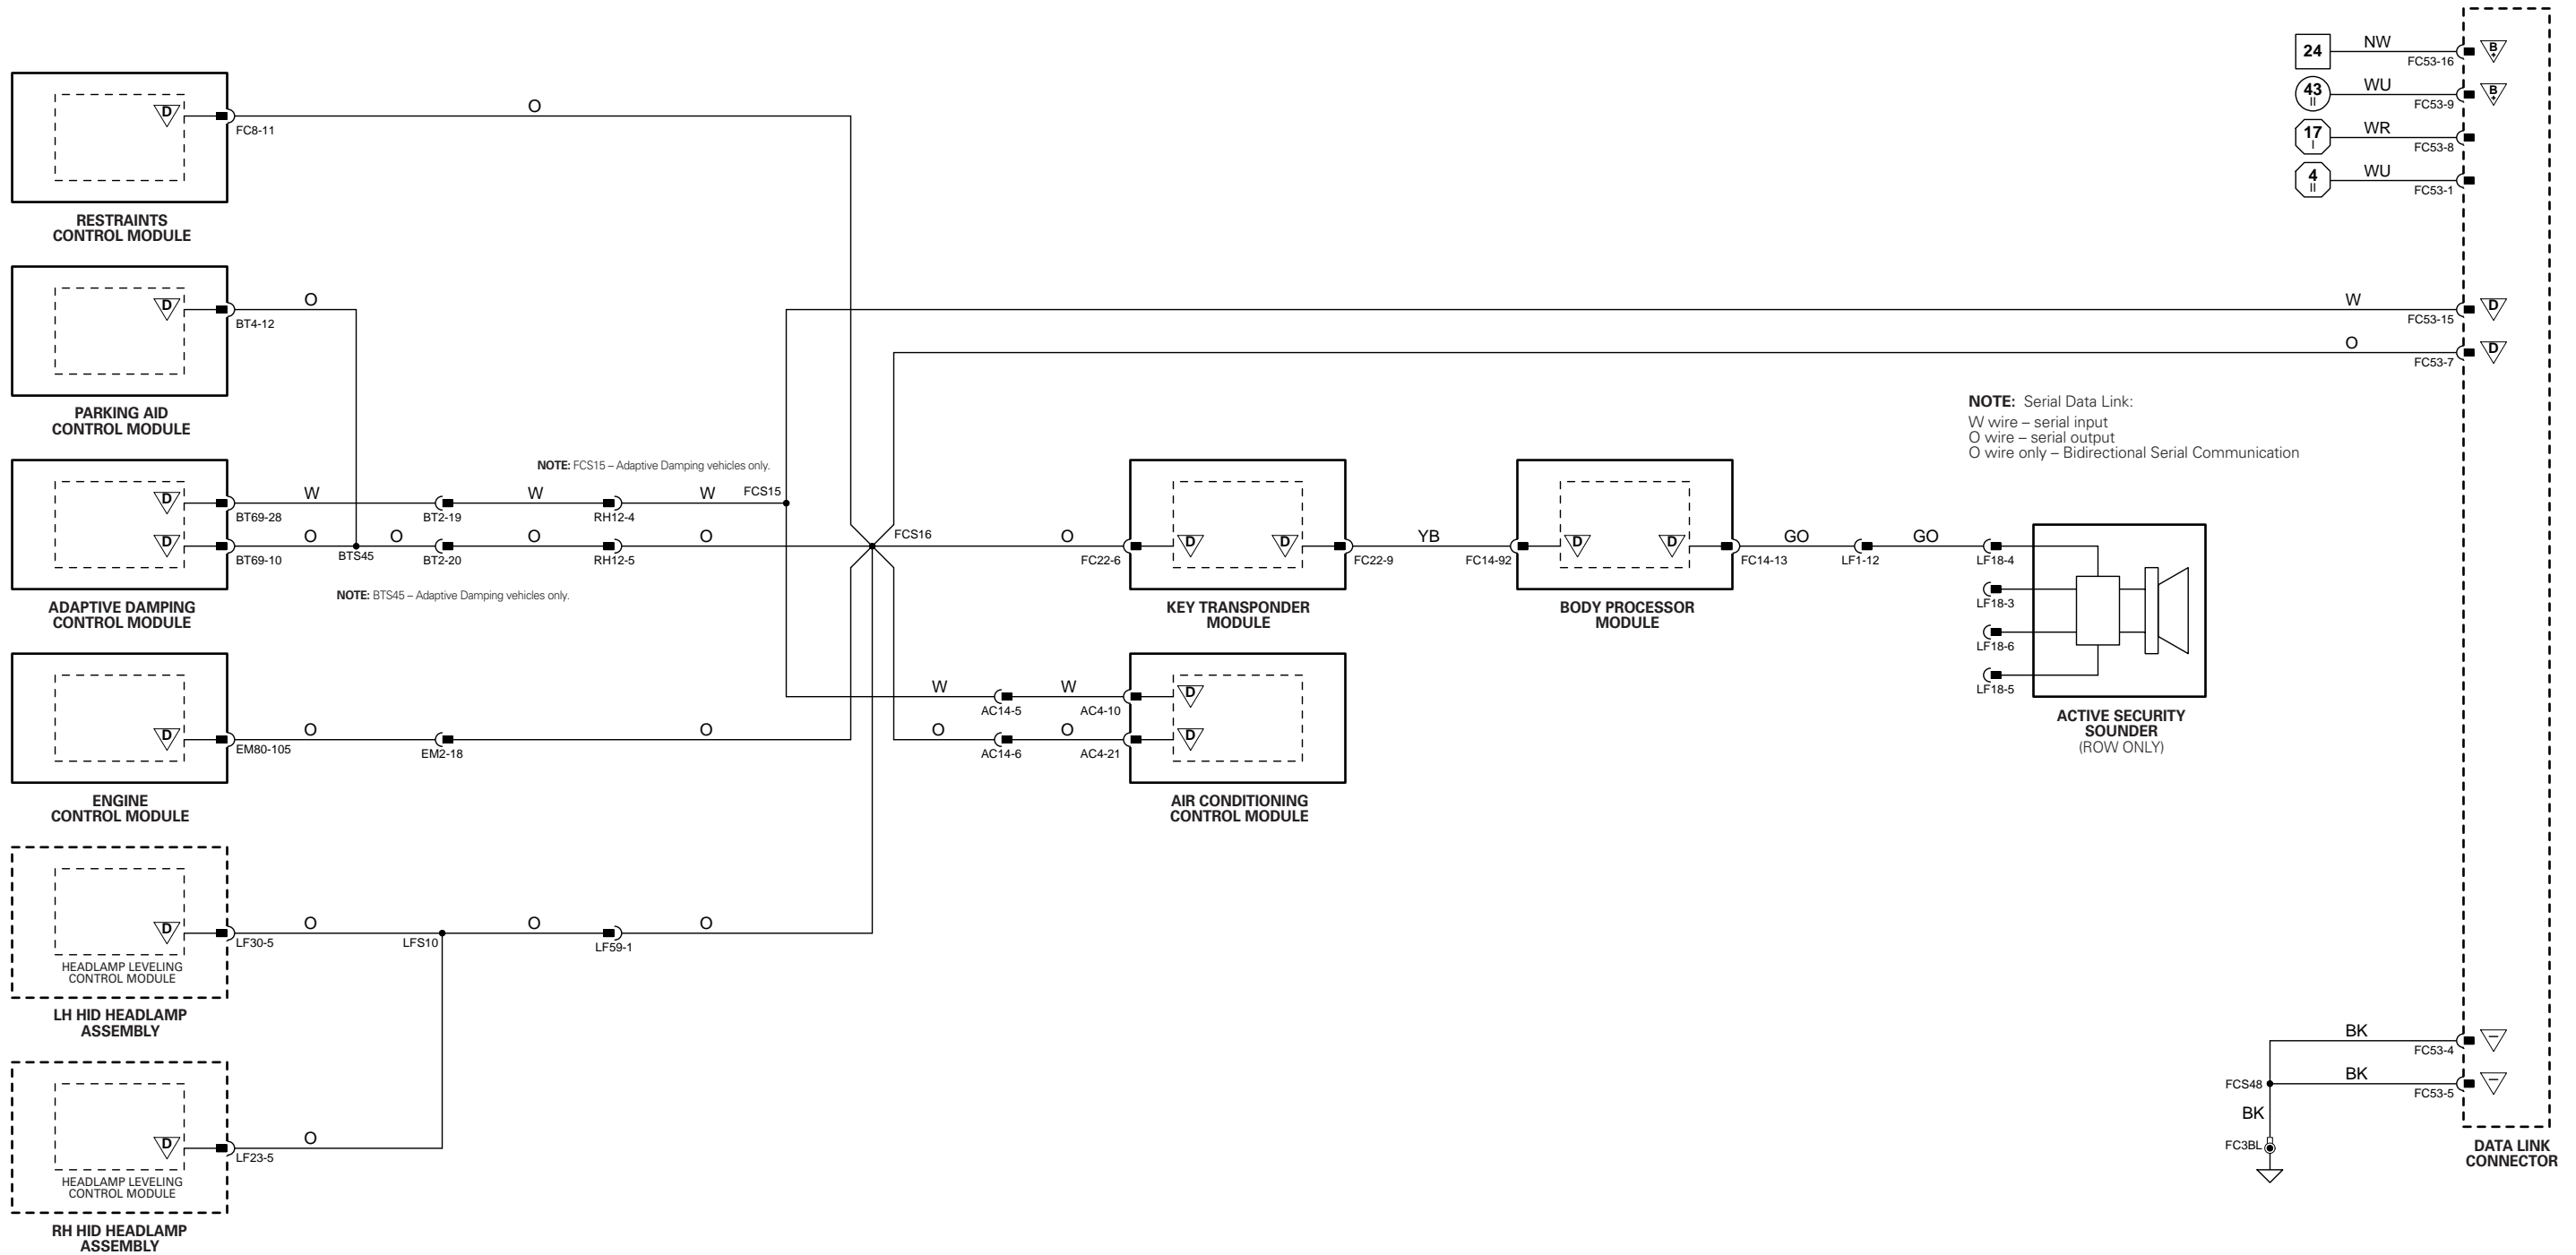 24
NW
FC53-16
B
+
43
II
WU
FC53-9
B
+
17
I
WR
FC53-8
4
II
WU
FC53-1
D
FC8-11
O
RESTRAINTS
CONTROL MODULE
D
BT4-12
O
PARKING AID
CONTROL MODULE
W
FC53-15
D
O
FC53-7
D
NOTE: Serial Data Link:
W wire – serial input
O wire – serial output
O wire only – Bidirectional Serial Communication
NOTE: FCS15 – Adaptive Damping vehicles only.
D
BT69-28
W
BT2-19
W
RH12-4
W
FCS15
D
BT69-10
O
BTS45
O
BT2-20
O
RH12-5
O
FCS16
NOTE: BTS45 – Adaptive Damping vehicles only.
ADAPTIVE DAMPING
CONTROL MODULE
O
FC22-6
D
D
FC22-9
KEY TRANSPONDER
MODULE
YB
FC14-92
D
D
FC14-13
BODY PROCESSOR
MODULE
GO
LF1-12
GO
LF18-4
LF18-3
LF18-6
LF18-5
ACTIVE SECURITY
SOUNDER
(ROW ONLY)
D
EM80-105
O
EM2-18
O
ENGINE
CONTROL MODULE
W
AC14-5
W
AC4-10
D
O
AC14-6
O
AC4-21
D
AIR CONDITIONING
CONTROL MODULE
D
LF30-5
O
LFS10
O
LF59-1
O
HEADLAMP LEVELING
CONTROL MODULE
LH HID HEADLAMP
ASSEMBLY
D
LF23-5
O
HEADLAMP LEVELING
CONTROL MODULE
RH HID HEADLAMP
ASSEMBLY
BK
FC53-4
FCS48
BK
FC53-5
BK
FC3BL
DATA LINK
CONNECTOR